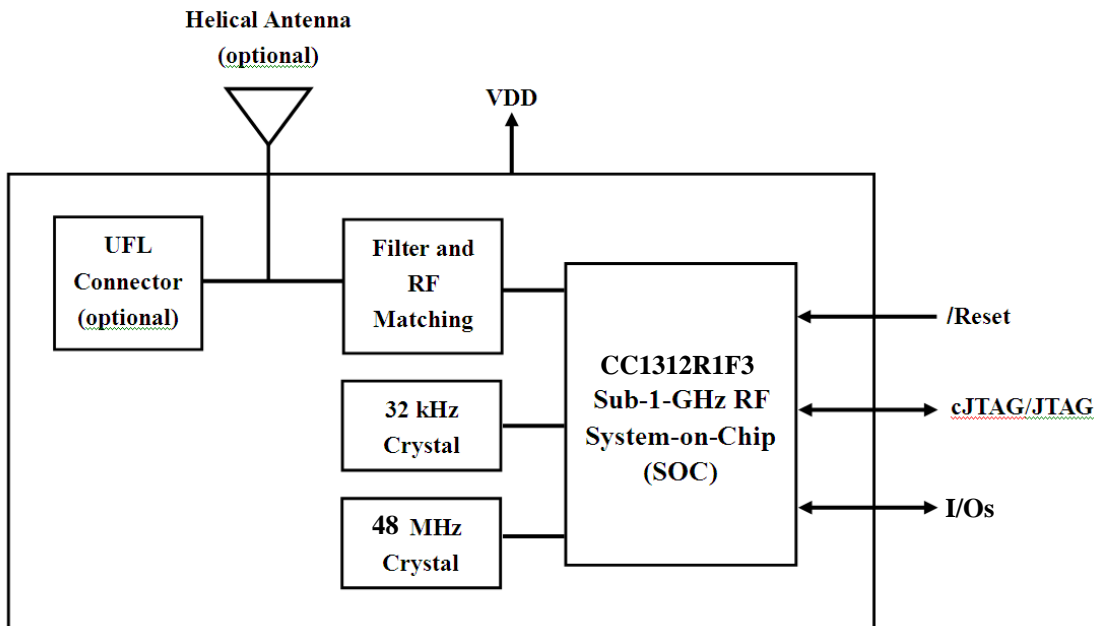 Helical Antenna
(optional)
VDD
UFL
Connector
(optional)
Filter and
RF
Matching
32 kHz
Crystal
48 MHz
Crystal
CC1312R1F3
Sub-1-GHz RF
System-on-Chip
(SOC)
/Reset
cJTAG/JTAG
I/Os